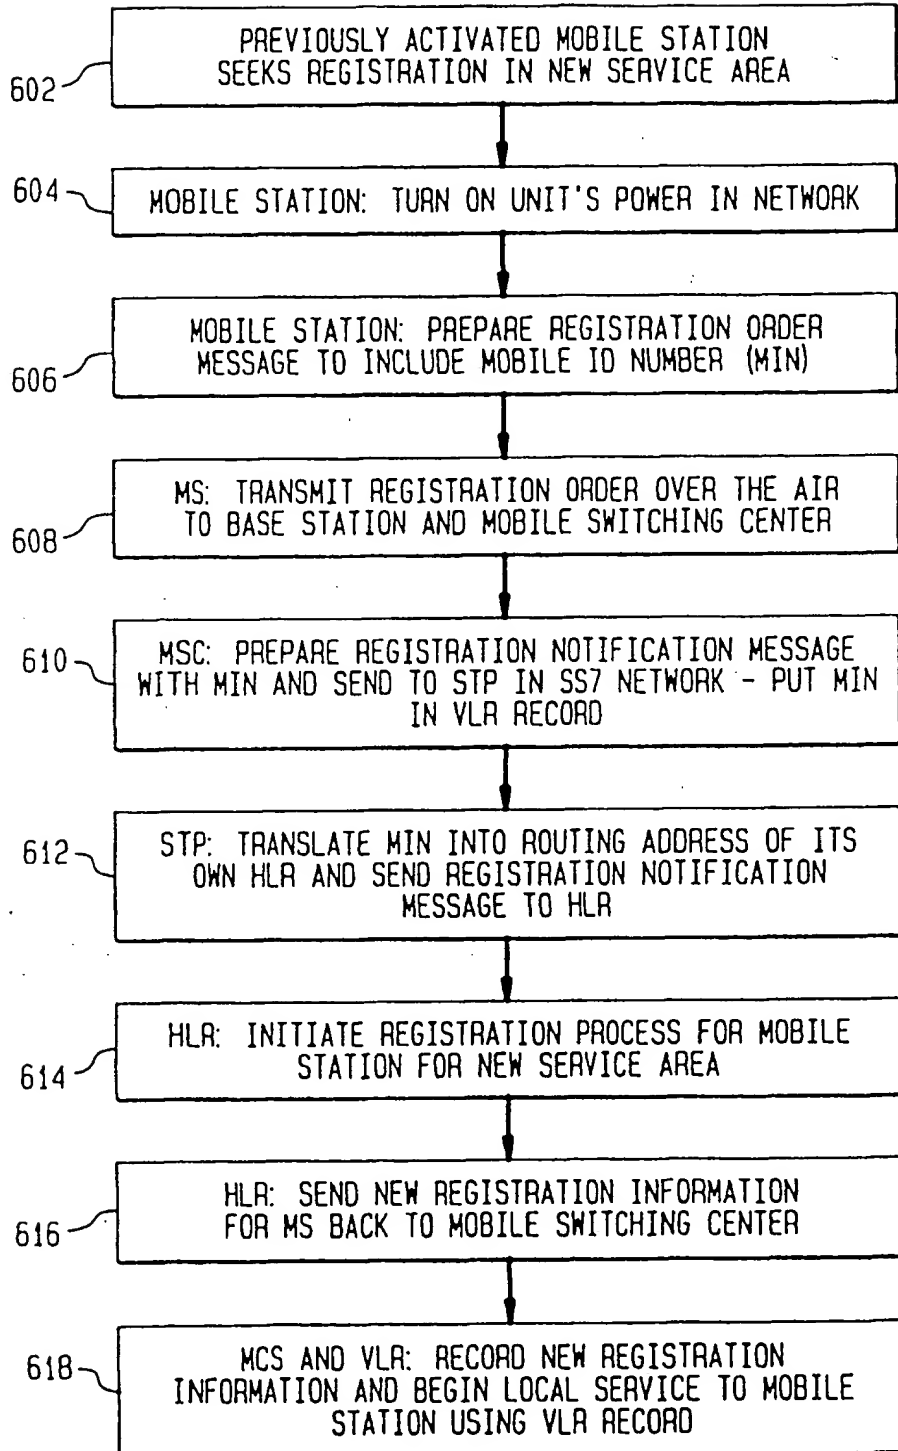 602
PREVIOUSLY ACTIVATED MOBILE STATION
SEEKS REGISTRATION IN NEW SERVICE AREA
604
MOBILE STATION: TURN ON UNIT'S POWER IN NETWORK
606
MOBILE STATION: PREPARE REGISTRATION ORDER
MESSAGE TO INCLUDE MOBILE ID NUMBER (MIN)
608
MS: TRANSMIT REGISTRATION ORDER OVER THE AIR
TO BASE STATION AND MOBILE SWITCHING CENTER
610
MSC: PREPARE REGISTRATION NOTIFICATION MESSAGE
WITH MIN AND SEND TO STP IN SS7 NETWORK - PUT MIN
IN VLR RECORD
612
STP: TRANSLATE MIN INTO ROUTING ADDRESS OF ITS
OWN HLR AND SEND REGISTRATION NOTIFICATION
MESSAGE TO HLR
614
HLR: INITIATE REGISTRATION PROCESS FOR MOBILE
STATION FOR NEW SERVICE AREA
616
HLR: SEND NEW REGISTRATION INFORMATION
FOR MS BACK TO MOBILE SWITCHING CENTER
618
MCS AND VLR: RECORD NEW REGISTRATION
INFORMATION AND BEGIN LOCAL SERVICE TO MOBILE
STATION USING VLR RECORD